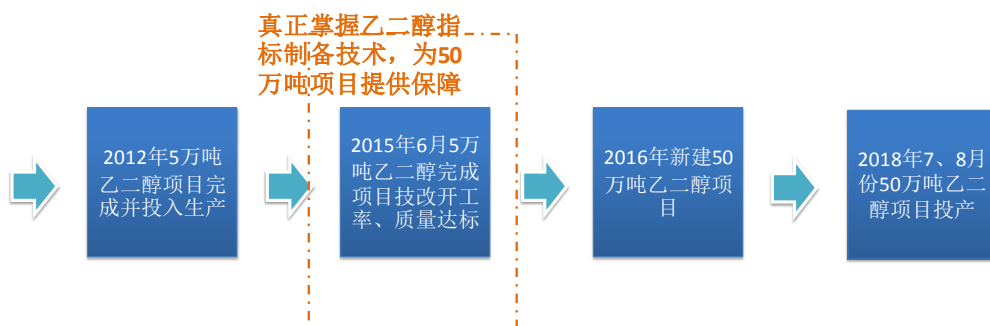 真正掌握乙二醇指
标制备技术，为50
万吨项目提供保障
2012年5万吨
乙二醇项目完
成并投入生产
2015年6月5万
吨乙二醇完成
项目技改开工
率、质量达标
2016年新建50
万吨乙二醇项
目
2018年7、8月
份50万吨乙二
醇项目投产